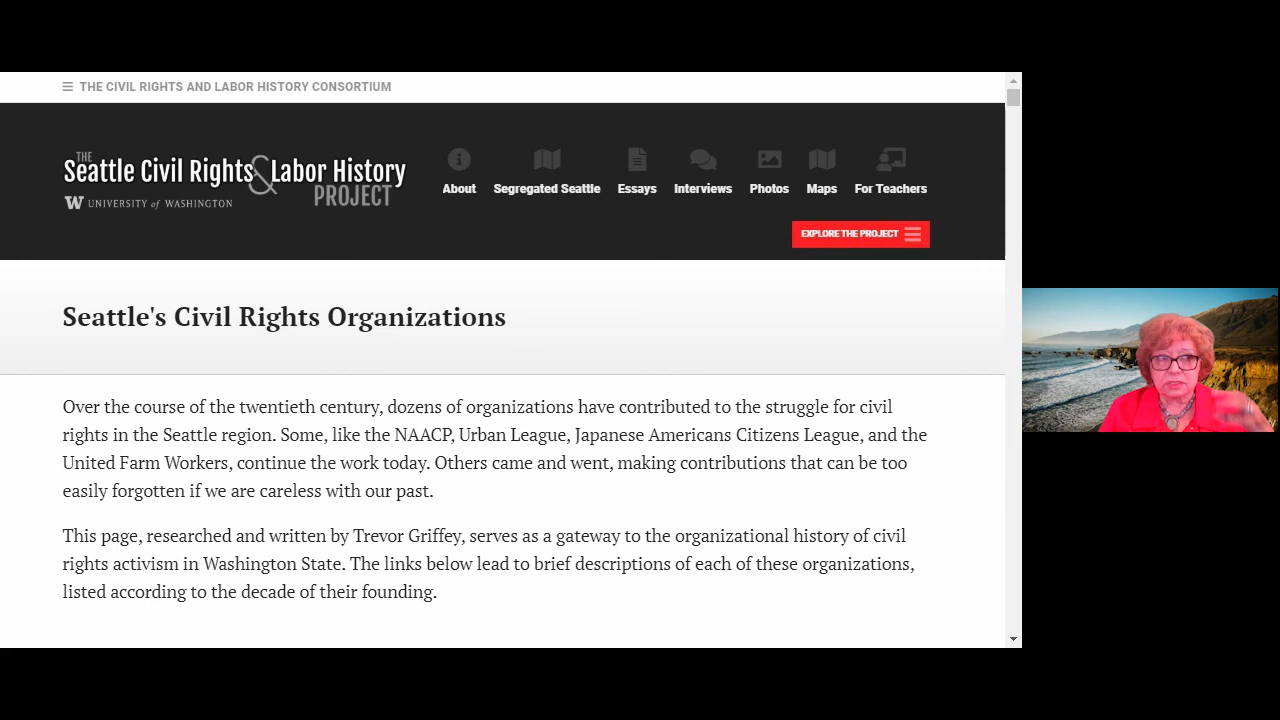 ☰ THE CIVIL RIGHTS AND LABOR HISTORY CONSORTIUM
THE
Seattle Civil Rights & Labor History
PROJECT
W UNIVERSITY of WASHINGTON
About Segregated Seattle Essays Interviews Photos Maps For Teachers
EXPLORE THE PROJECT
Seattle's Civil Rights Organizations
Over the course of the twentieth century, dozens of organizations have contributed to the struggle for civil
rights in the Seattle region. Some, like the NAACP, Urban League, Japanese Americans Citizens League, and the
United Farm Workers, continue the work today. Others came and went, making contributions that can be too
easily forgotten if we are careless with our past.
This page, researched and written by Trevor Griffey, serves as a gateway to the organizational history of civil
rights activism in Washington State. The links below lead to brief descriptions of each of these organizations,
listed according to the decade of their founding.